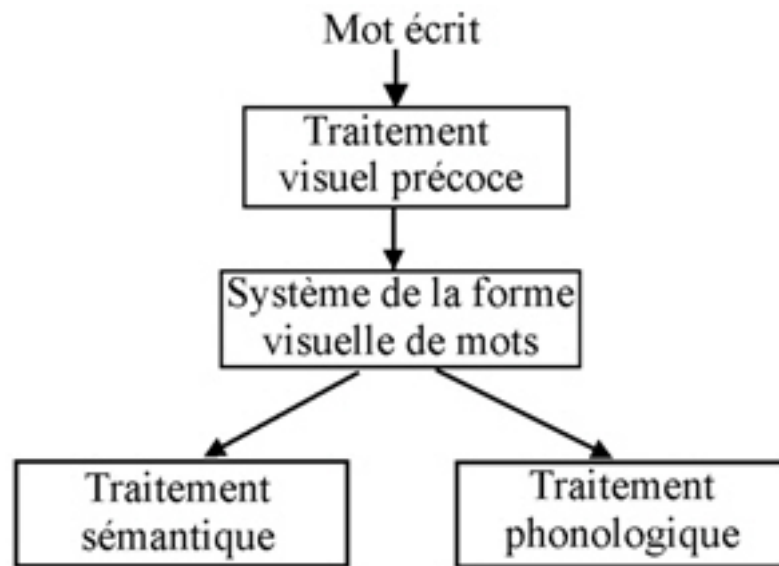 Mot écrit
Traitement
visuel précoce
Système de la forme
visuelle de mots
Traitement
sémantique
Traitement
phonologique